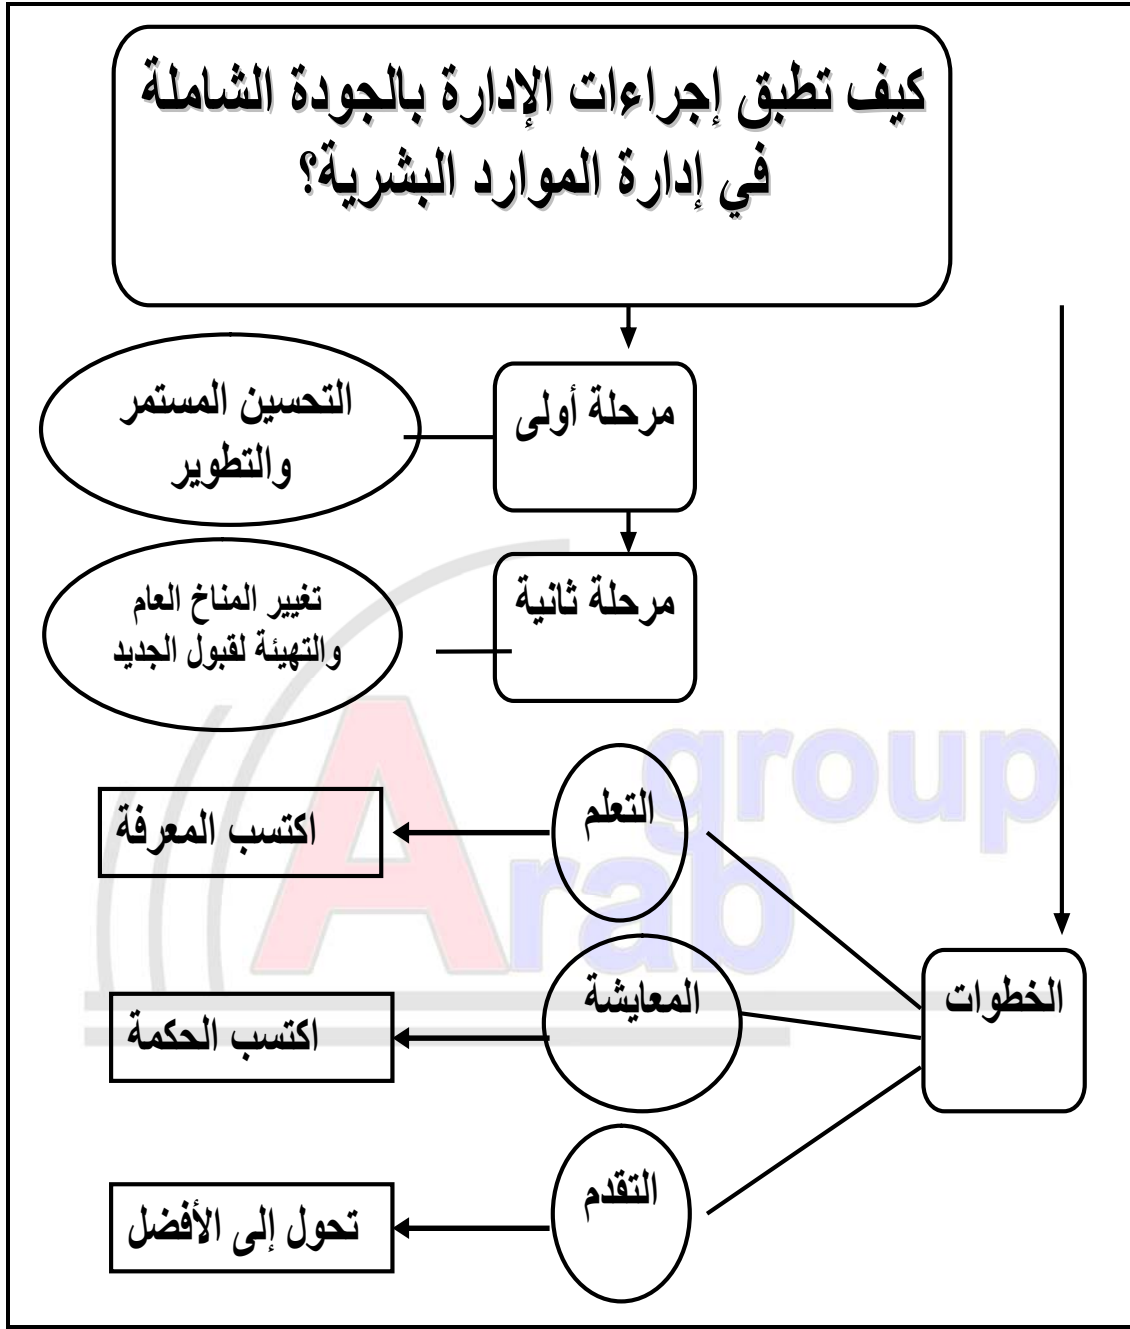 كيف تطبق إجراءات الإدارة بالجودة الشاملة
في إدارة الموارد البشرية؟
مرحلة أولى
التحسين المستمر
والتطوير
مرحلة ثانية
تغيير المناخ العام
والتهيئة لقبول الجديد
الخطوات
التعلم
اكتسب المعرفة
المعايشة
اكتسب الحكمة
التقدم
تحول إلى الأفضل
Arab
group